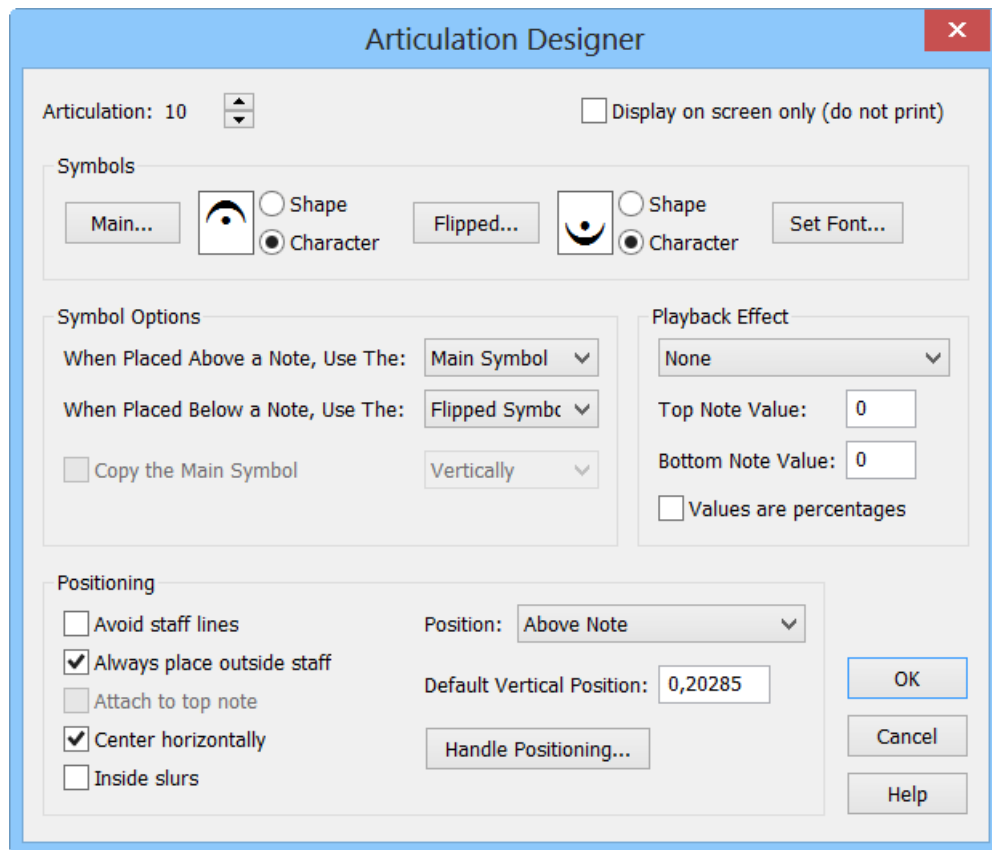 Articulation Designer
Articulation: 10
Display on screen only (do not print)
Symbols
Main...
Shape
Character
Flipped...
Shape
Character
Set Font...
Symbol Options
When Placed Above a Note, Use The: Main Symbol
When Placed Below a Note, Use The: Flipped Symbo
Copy the Main Symbol Vertically
Playback Effect
None
Top Note Value: 0
Bottom Note Value: 0
Values are percentages
Positioning
Avoid staff lines
Always place outside staff
Attach to top note
Center horizontally
Inside slurs
Position: Above Note
Default Vertical Position: 0,20285
Handle Positioning...
OK
Cancel
Help